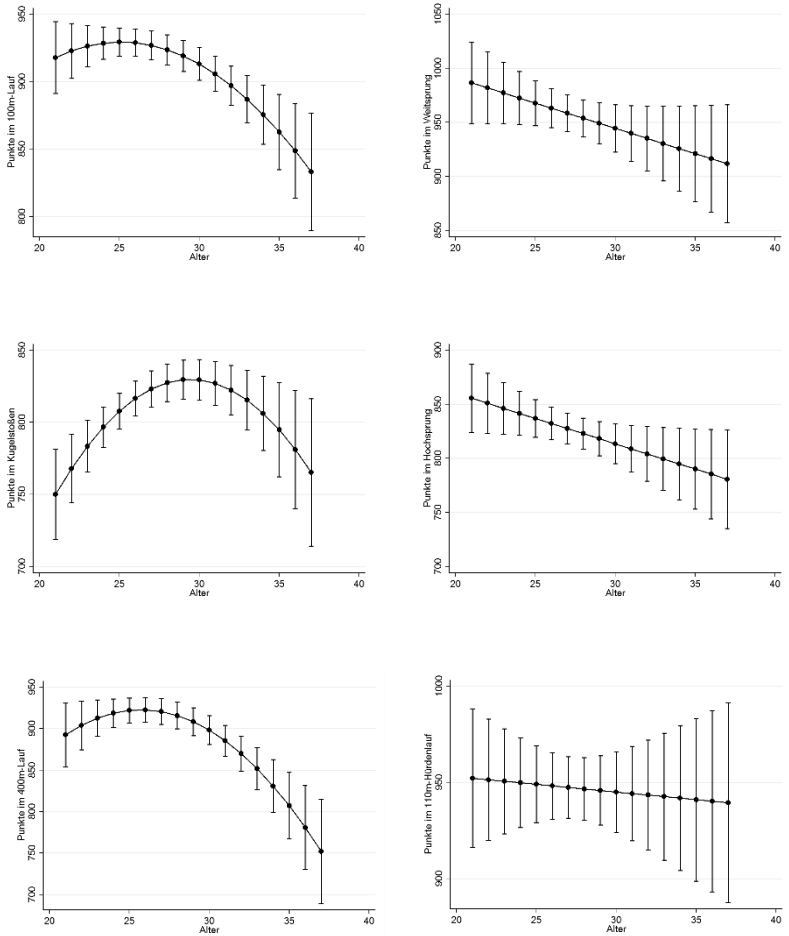 Punkte im 100m-Lauf
950
900
850
800
20 25 30 35 40
Alter
Punkte im Weitsprung
1050
1000
950
900
850
20 25 30 35 40
Alter
Punkte im Kugelstoßen
850
800
750
700
20 25 30 35 40
Alter
Punkte im Hochsprung
900
850
800
750
700
20 25 30 35 40
Alter
Punkte im 400m-Lauf
950
900
850
800
750
700
20 25 30 35 40
Alter
Punkte im 110m-Hürdenlauf
1000
950
900
20 25 30 35 40
Alter